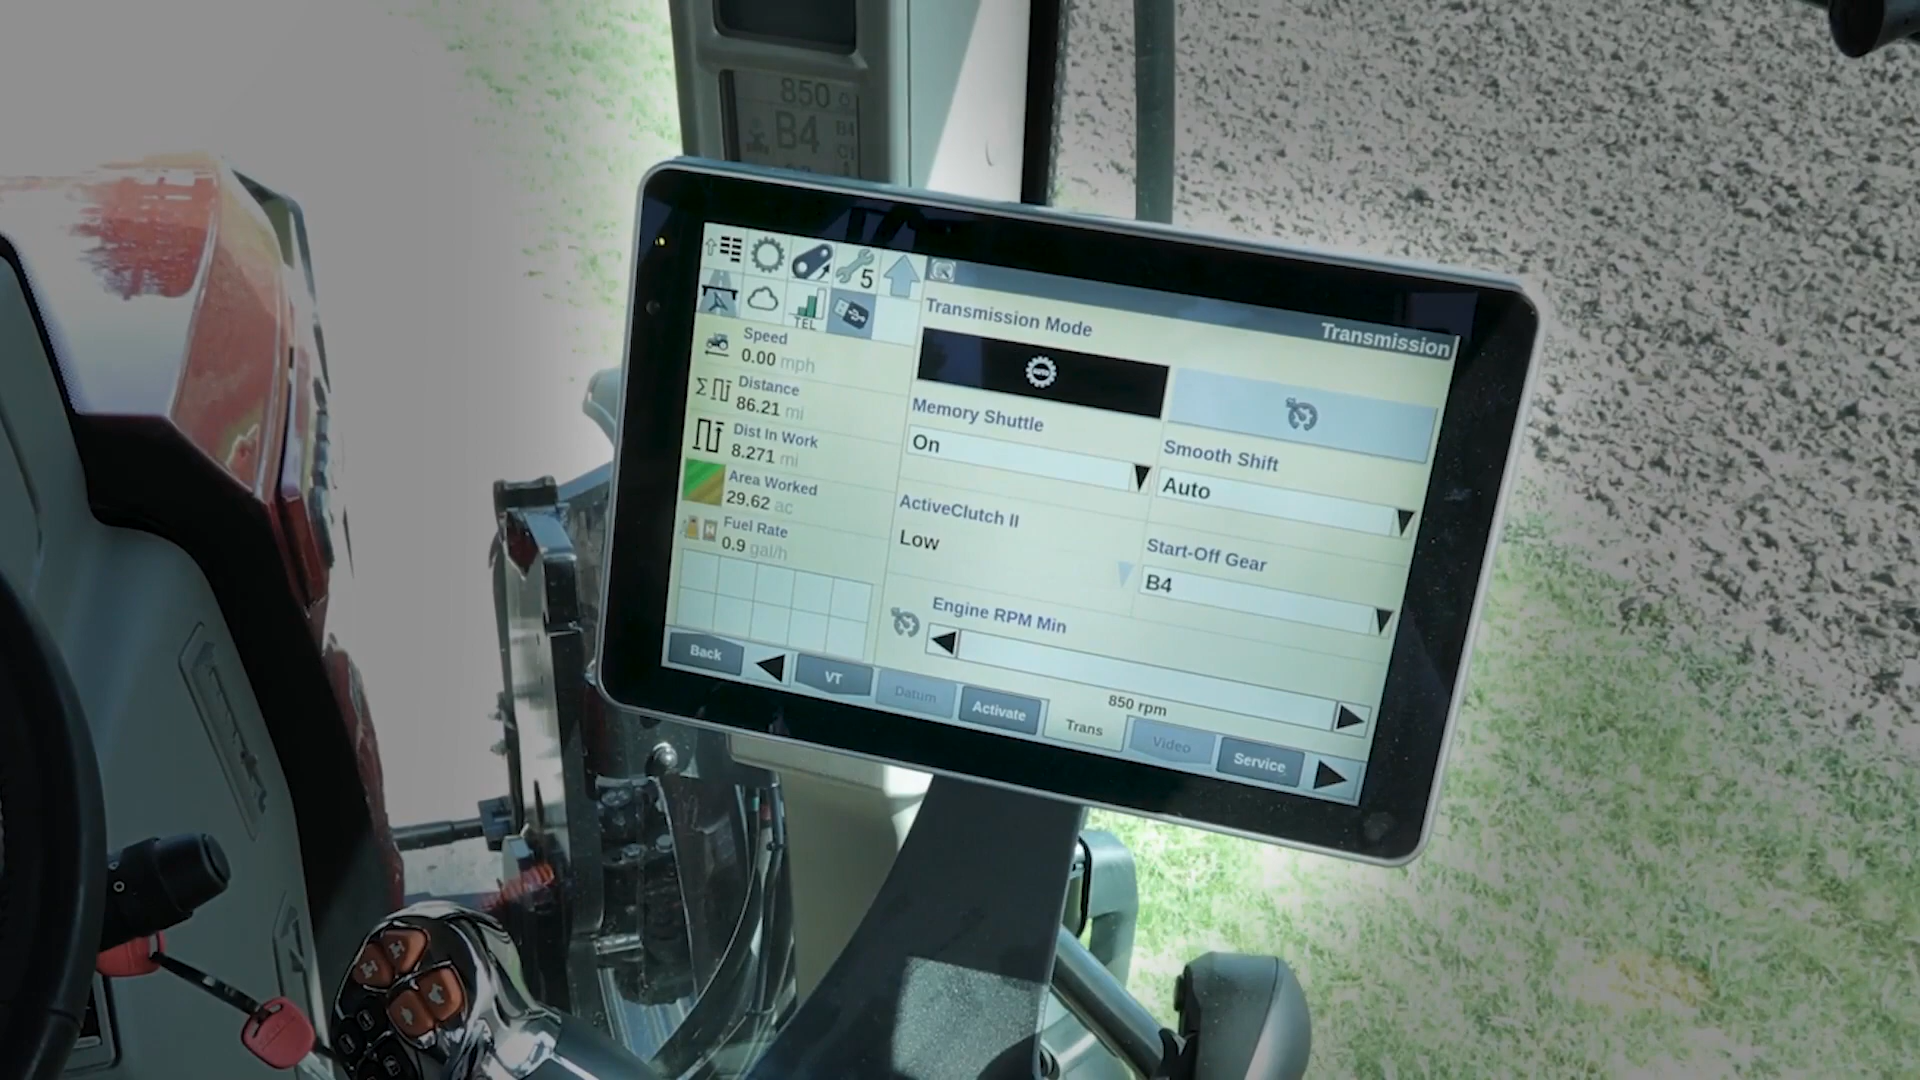 850
B4
B4
5
TEL
Transmission
Speed
0.00 mph
Distance
86.21 mi
Dist In Work
8.271 mi
Area Worked
29.62 ac
Fuel Rate
0.9 gal/h
Transmission Mode
AUTO
Memory Shuttle
On
Smooth Shift
Auto
ActiveClutch II
Low
Start-Off Gear
B4
Engine RPM Min
850 rpm
Back
VT
Datum
Activate
Trans
Video
Service